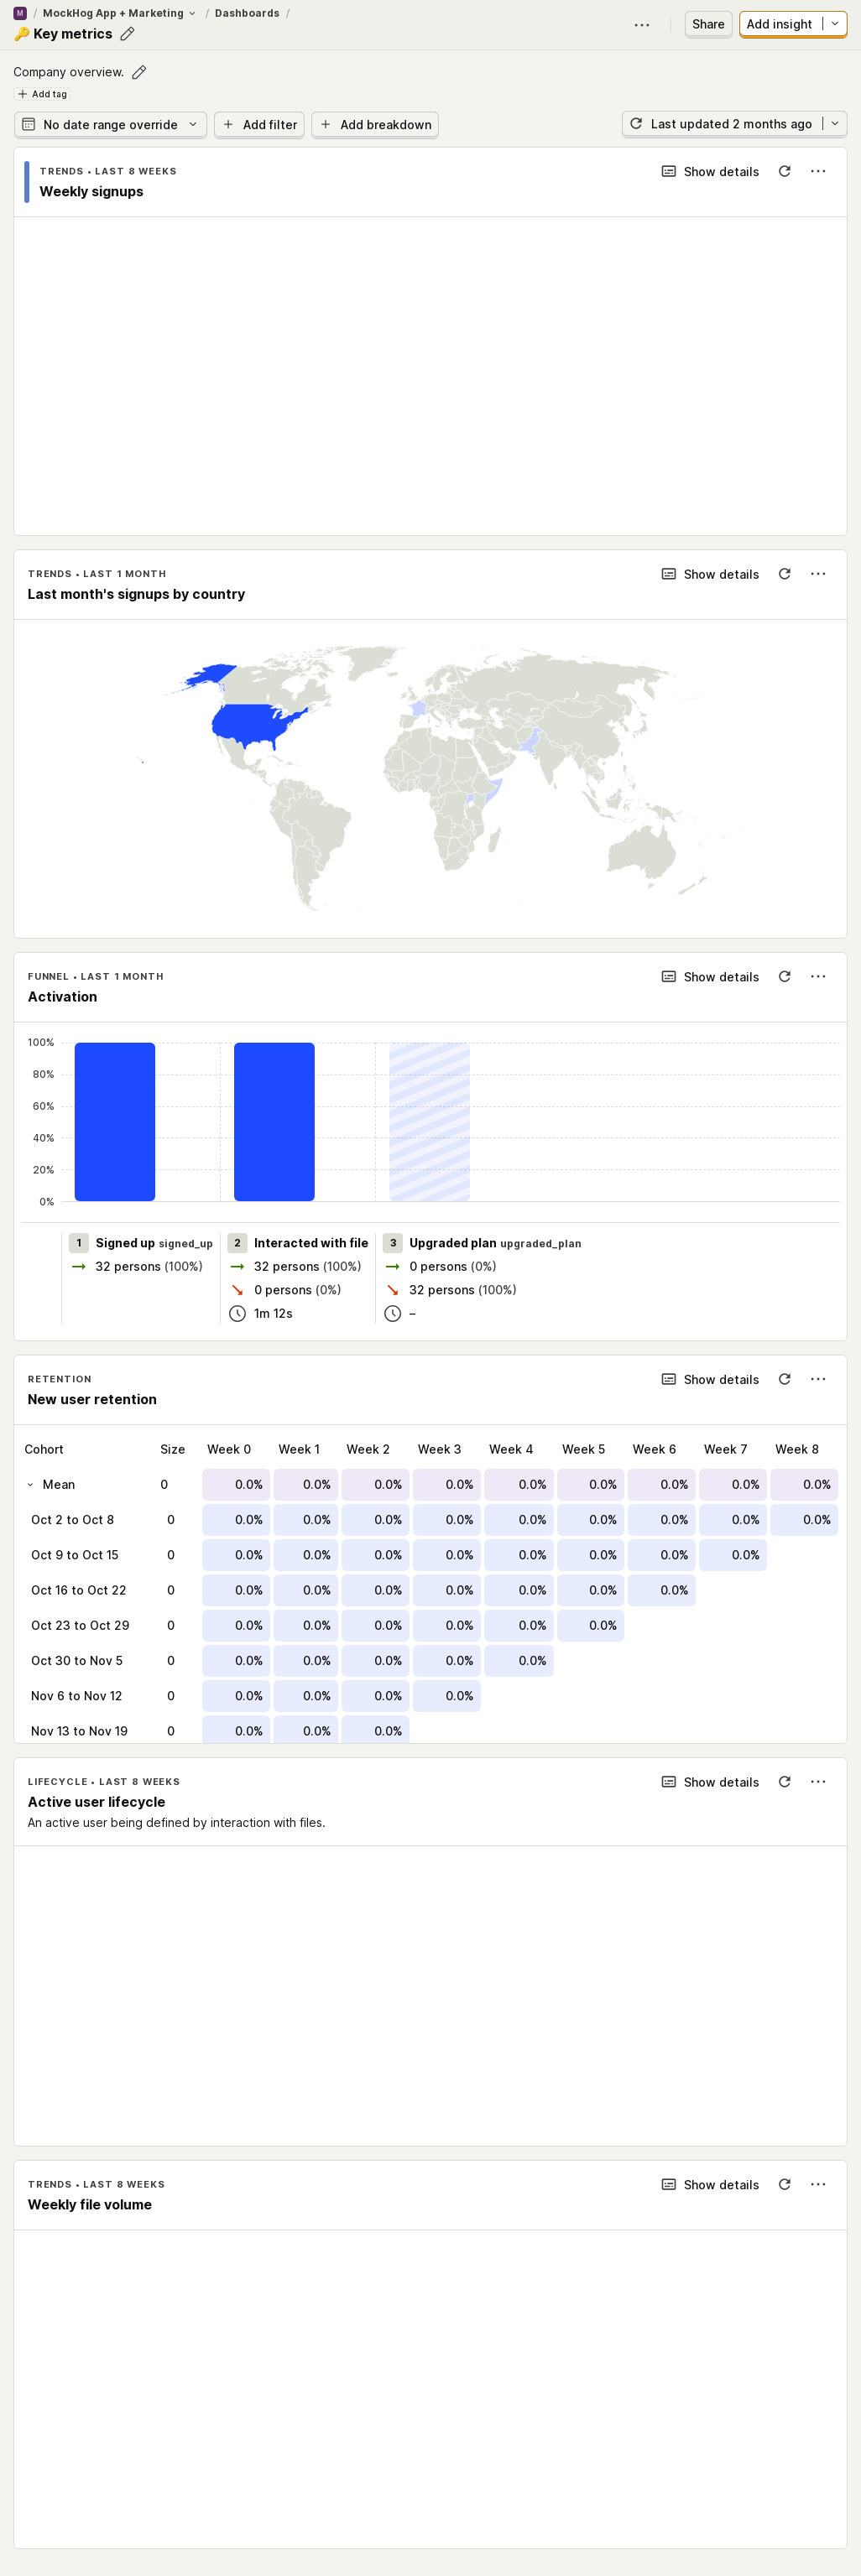 M / MockHog App + Marketing / Dashboards /
🔑 Key metrics
Share
Add insight
Company overview.
Add tag
No date range override
Add filter
Add breakdown
Last updated 2 months ago
TRENDS • LAST 8 WEEKS
Weekly signups
Show details
TRENDS • LAST 1 MONTH
Last month's signups by country
Show details
FUNNEL • LAST 1 MONTH
Activation
Show details
100%
80%
60%
40%
20%
0%
1 Signed up signed_up
32 persons (100%)
2 Interacted with file
32 persons (100%)
0 persons (0%)
1m 12s
3 Upgraded plan upgraded_plan
0 persons (0%)
32 persons (100%)
–
RETENTION
New user retention
Show details
Cohort Size Week 0 Week 1 Week 2 Week 3 Week 4 Week 5 Week 6 Week 7 Week 8
Mean 0 0.0% 0.0% 0.0% 0.0% 0.0% 0.0% 0.0% 0.0% 0.0%
Oct 2 to Oct 8 0 0.0% 0.0% 0.0% 0.0% 0.0% 0.0% 0.0% 0.0% 0.0%
Oct 9 to Oct 15 0 0.0% 0.0% 0.0% 0.0% 0.0% 0.0% 0.0% 0.0%
Oct 16 to Oct 22 0 0.0% 0.0% 0.0% 0.0% 0.0% 0.0% 0.0%
Oct 23 to Oct 29 0 0.0% 0.0% 0.0% 0.0% 0.0% 0.0%
Oct 30 to Nov 5 0 0.0% 0.0% 0.0% 0.0% 0.0%
Nov 6 to Nov 12 0 0.0% 0.0% 0.0% 0.0%
Nov 13 to Nov 19 0 0.0% 0.0% 0.0%
LIFECYCLE • LAST 8 WEEKS
Active user lifecycle
An active user being defined by interaction with files.
Show details
TRENDS • LAST 8 WEEKS
Weekly file volume
Show details